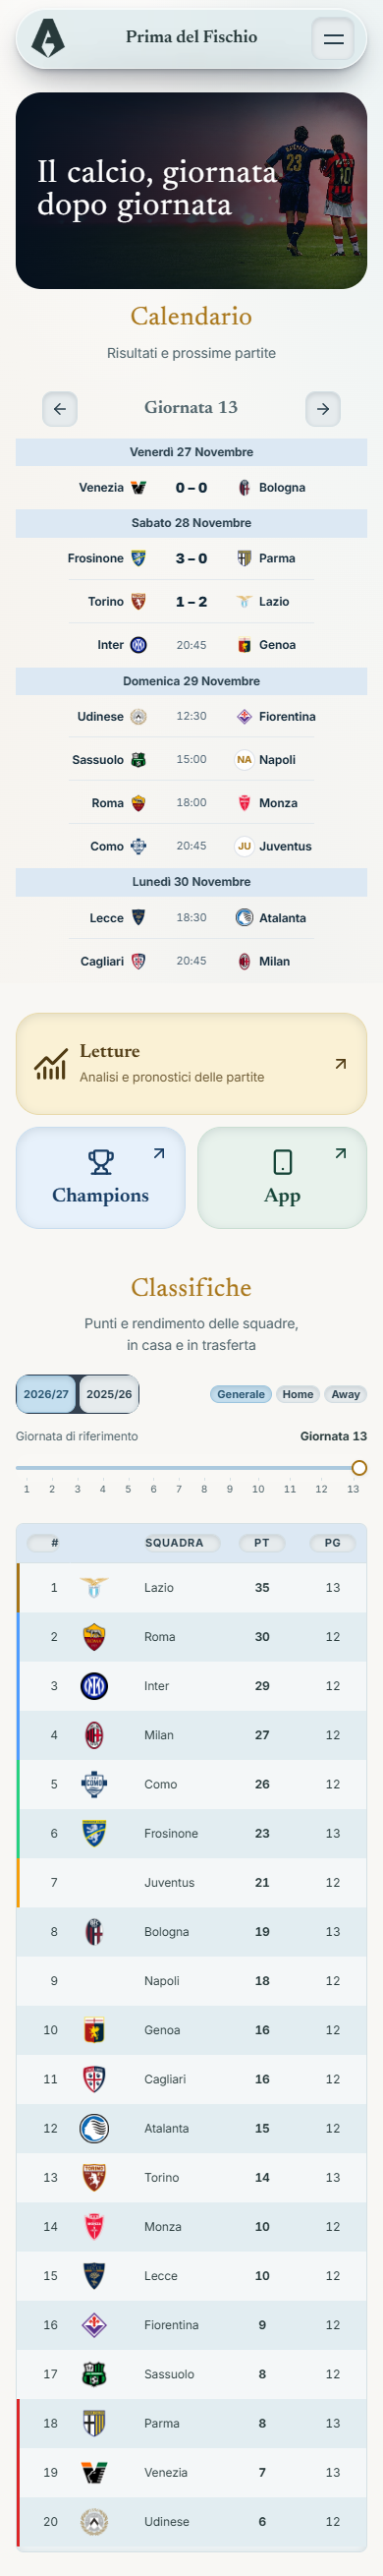 Prima del Fischio
Il calcio, giornata
dopo giornata
Calendario
Risultati e prossime partite
Giornata 13
Venerdì 27 Novembre
Venezia 0 – 0 Bologna
Sabato 28 Novembre
Frosinone 3 – 0 Parma
Torino 1 – 2 Lazio
Inter 20:45 Genoa
Domenica 29 Novembre
Udinese 12:30 Fiorentina
Sassuolo 15:00 NA Napoli
Roma 18:00 Monza
Como 20:45 JU Juventus
Lunedì 30 Novembre
Lecce 18:30 Atalanta
Cagliari 20:45 Milan
Letture
Analisi e pronostici delle partite
Champions
App
Classifiche
Punti e rendimento delle squadre,
in casa e in trasferta
2026/27 2025/26 Generale Home Away
Giornata di riferimento Giornata 13
1 2 3 4 5 6 7 8 9 10 11 12 13
# SQUADRA PT PG
1 Lazio 35 13
2 Roma 30 12
3 Inter 29 12
4 Milan 27 12
5 Como 26 12
6 Frosinone 23 13
7 Juventus 21 12
8 Bologna 19 13
9 Napoli 18 12
10 Genoa 16 12
11 Cagliari 16 12
12 Atalanta 15 12
13 Torino 14 13
14 Monza 10 12
15 Lecce 10 12
16 Fiorentina 9 12
17 Sassuolo 8 12
18 Parma 8 13
19 Venezia 7 13
20 Udinese 6 12